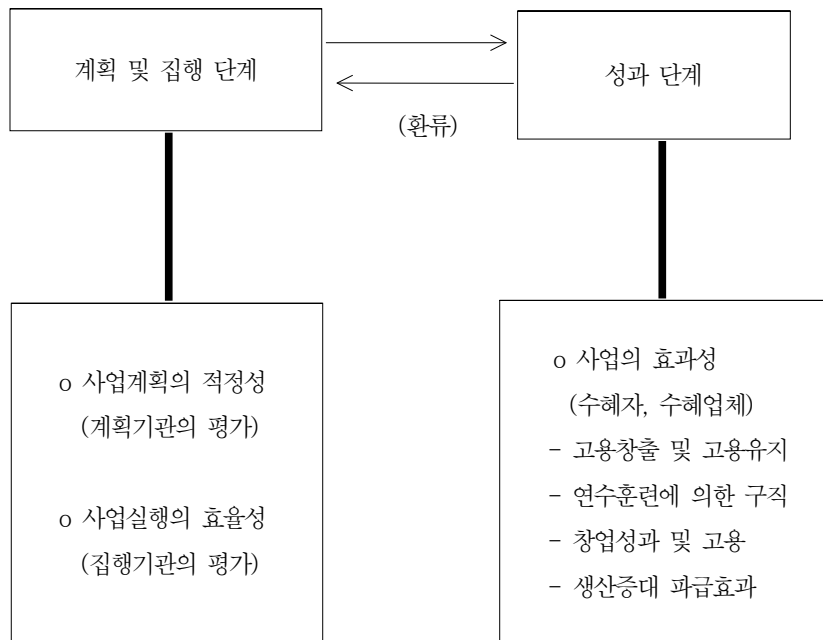 계획 및 집행 단계
성과 단계
(환류)
o 사업계획의 적정성
(계획기관의 평가)
o 사업실행의 효율성
(집행기관의 평가)
o 사업의 효과성
(수혜자, 수혜업체)
- 고용창출 및 고용유지
- 연수훈련에 의한 구직
- 창업성과 및 고용
- 생산증대 파급효과